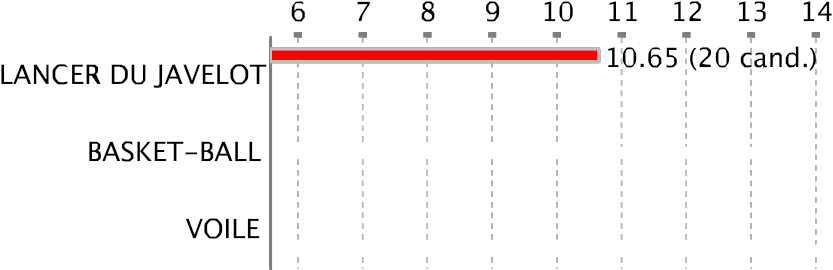 6 7 8 9 10 11 12 13 14
LANCER DU JAVELOT 10.65 (20 cand.)
BASKET-BALL
VOILE